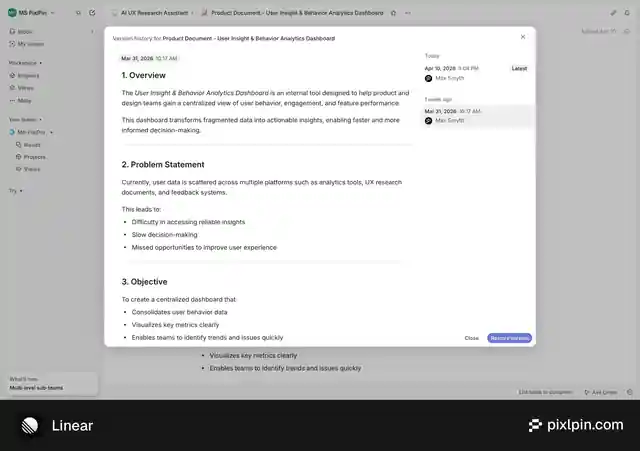 MS PixlPin
AI UX Research Assistant
Product Document - User Insight & Behavior Analytics Dashboard
Inbox
My issues
Workspace
Projects
Views
More
Your teams
MS PixlPin
Issues
Projects
Views
Try
What's new
Multi-level sub-teams
Version history for Product Document - User Insight & Behavior Analytics Dashboard
Mar 31, 2026 10:17 AM
1. Overview
The User Insight & Behavior Analytics Dashboard is an internal tool designed to help product and
design teams gain a centralized view of user behavior, engagement, and feature performance.
This dashboard transforms fragmented data into actionable insights, enabling faster and more
informed decision-making.
2. Problem Statement
Currently, user data is scattered across multiple platforms such as analytics tools, UX research
documents, and feedback systems.
This leads to:
• Difficulty in accessing reliable insights
• Slow decision-making
• Missed opportunities to improve user experience
3. Objective
To create a centralized dashboard that:
• Consolidates user behavior data
• Visualizes key metrics clearly
• Enables teams to identify trends and issues quickly
Today
Apr 10, 2026 11:04 PM
Latest
Max Smyth
1 week ago
Mar 31, 2026 10:17 AM
Max Smyth
Close
Restore version
• Visualizes key metrics clearly
• Enables teams to identify trends and issues quickly
Ask Linear
Linear
pixlpin.com